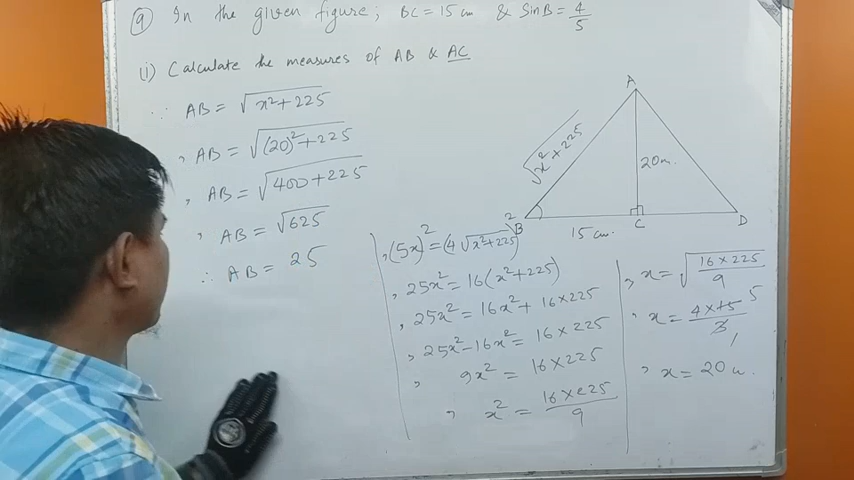 (9) In the given figure; BC = 15 cm & SinB = 4/5
(i) Calculate the measures of AB & AC
∵ AB = √(x²+225)
, AB = √((20)²+225)
, AB = √(400+225)
, AB = √625
∴ AB = 25
A
√(x²+225)
20m.
B
C
D
15 cm.
, (5x)² = (4√(x²+225))²
, 25x² = 16(x²+225)
, 25x² = 16x² + 16×225
, 25x² - 16x² = 16×225
, 9x² = 16×225
, x² = 16×225/9
, x = √(16×225/9)
, x = 4×15/3 5 1
, x = 20